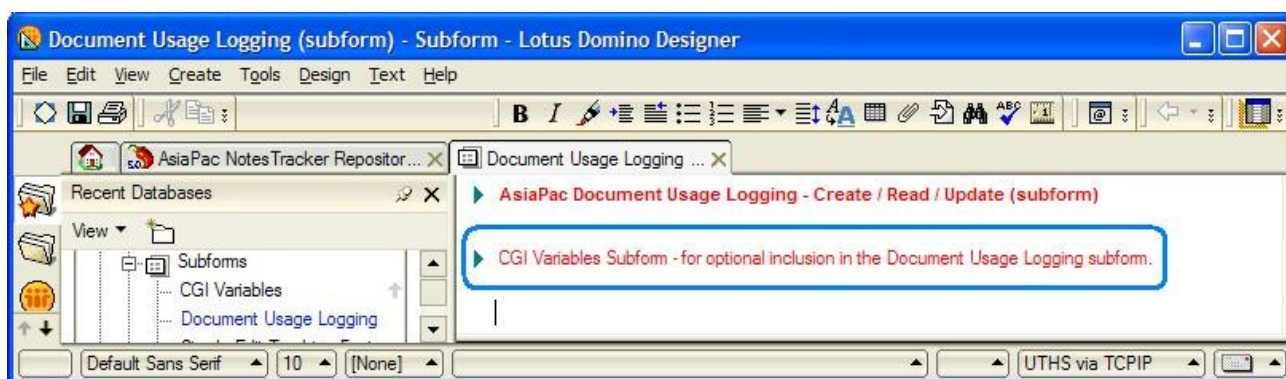 Document Usage Logging (subform) - Subform - Lotus Domino Designer
File Edit View Create Tools Design Text Help
B I
AsiaPac NotesTracker Repositor... Document Usage Logging ...
Recent Databases
View
Subforms
CGI Variables
Document Usage Logging
AsiaPac Document Usage Logging - Create / Read / Update (subform)
CGI Variables Subform - for optional inclusion in the Document Usage Logging subform.
Default Sans Serif 10 [None] UTHS via TCPIP